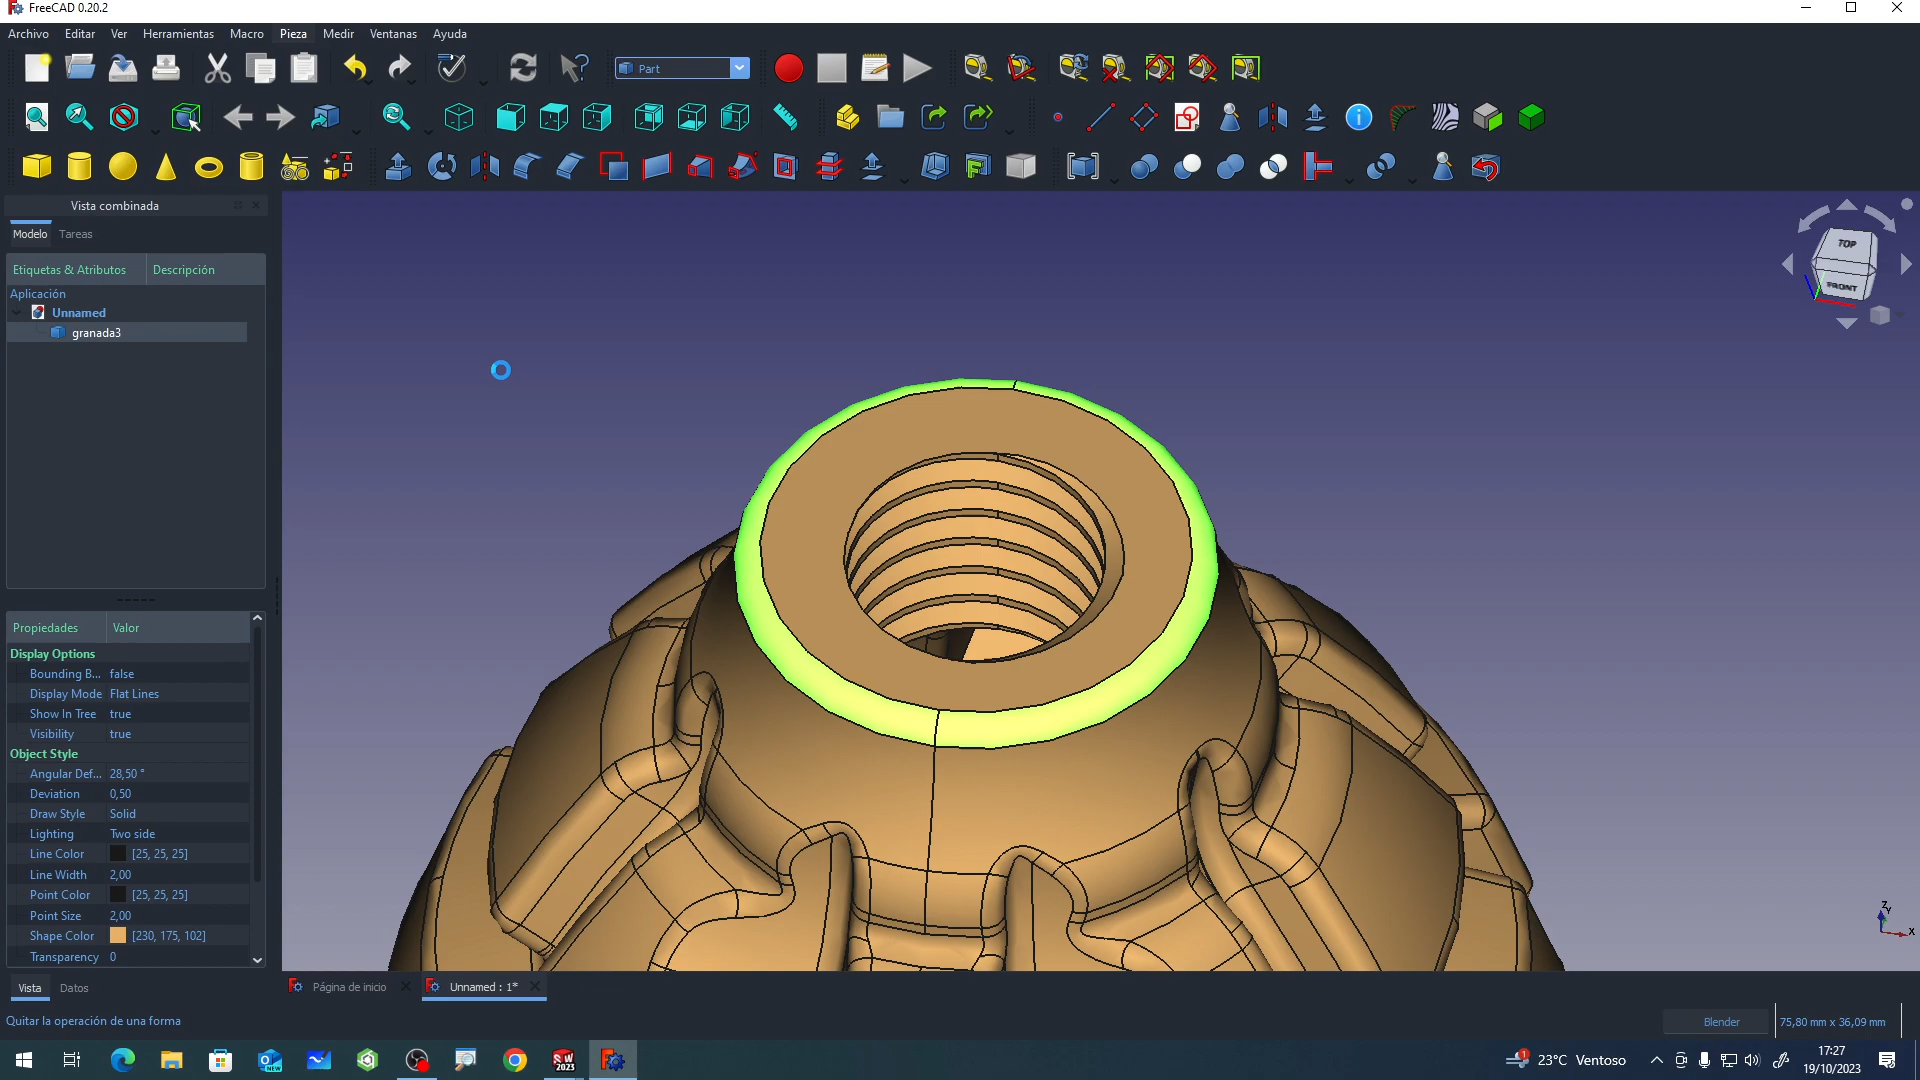 FreeCAD 0.20.2
Archivo Editar Ver Herramientas Macro Pieza Medir Ventanas Ayuda
Part
Vista combinada
Modelo Tareas
Etiquetas & Atributos Descripción
Aplicación
Unnamed
granada3
TOP
FRONT
Propiedades Valor
Display Options
Bounding B... false
Display Mode Flat Lines
Show In Tree true
Visibility true
Object Style
Angular Def... 28,50 °
Deviation 0,50
Draw Style Solid
Lighting Two side
Line Color [25, 25, 25]
Line Width 2,00
Point Color [25, 25, 25]
Point Size 2,00
Shape Color [230, 175, 102]
Transparency 0
Z
Y
X
Vista Datos
Página de inicio Unnamed : 1*
Quitar la operación de una forma
Blender 75,80 mm x 36,09 mm
NEW
SW
2023
1
23°C Ventoso
17:27
19/10/2023